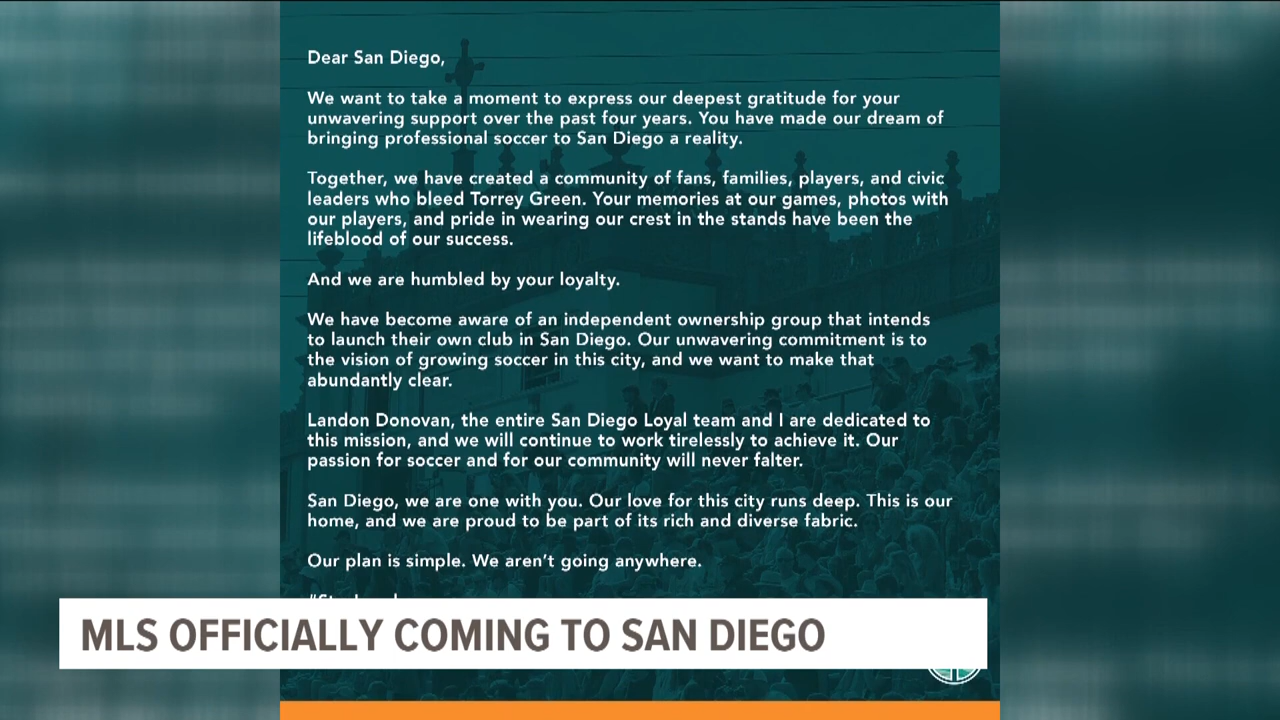 Dear San Diego,
We want to take a moment to express our deepest gratitude for your
unwavering support over the past four years. You have made our dream of
bringing professional soccer to San Diego a reality.
Together, we have created a community of fans, families, players, and civic
leaders who bleed Torrey Green. Your memories at our games, photos with
our players, and pride in wearing our crest in the stands have been the
lifeblood of our success.
And we are humbled by your loyalty.
We have become aware of an independent ownership group that intends
to launch their own club in San Diego. Our unwavering commitment is to
the vision of growing soccer in this city, and we want to make that
abundantly clear.
Landon Donovan, the entire San Diego Loyal team and I are dedicated to
this mission, and we will continue to work tirelessly to achieve it. Our
passion for soccer and for our community will never falter.
San Diego, we are one with you. Our love for this city runs deep. This is our
home, and we are proud to be part of its rich and diverse fabric.
Our plan is simple. We aren't going anywhere.
MLS OFFICIALLY COMING TO SAN DIEGO